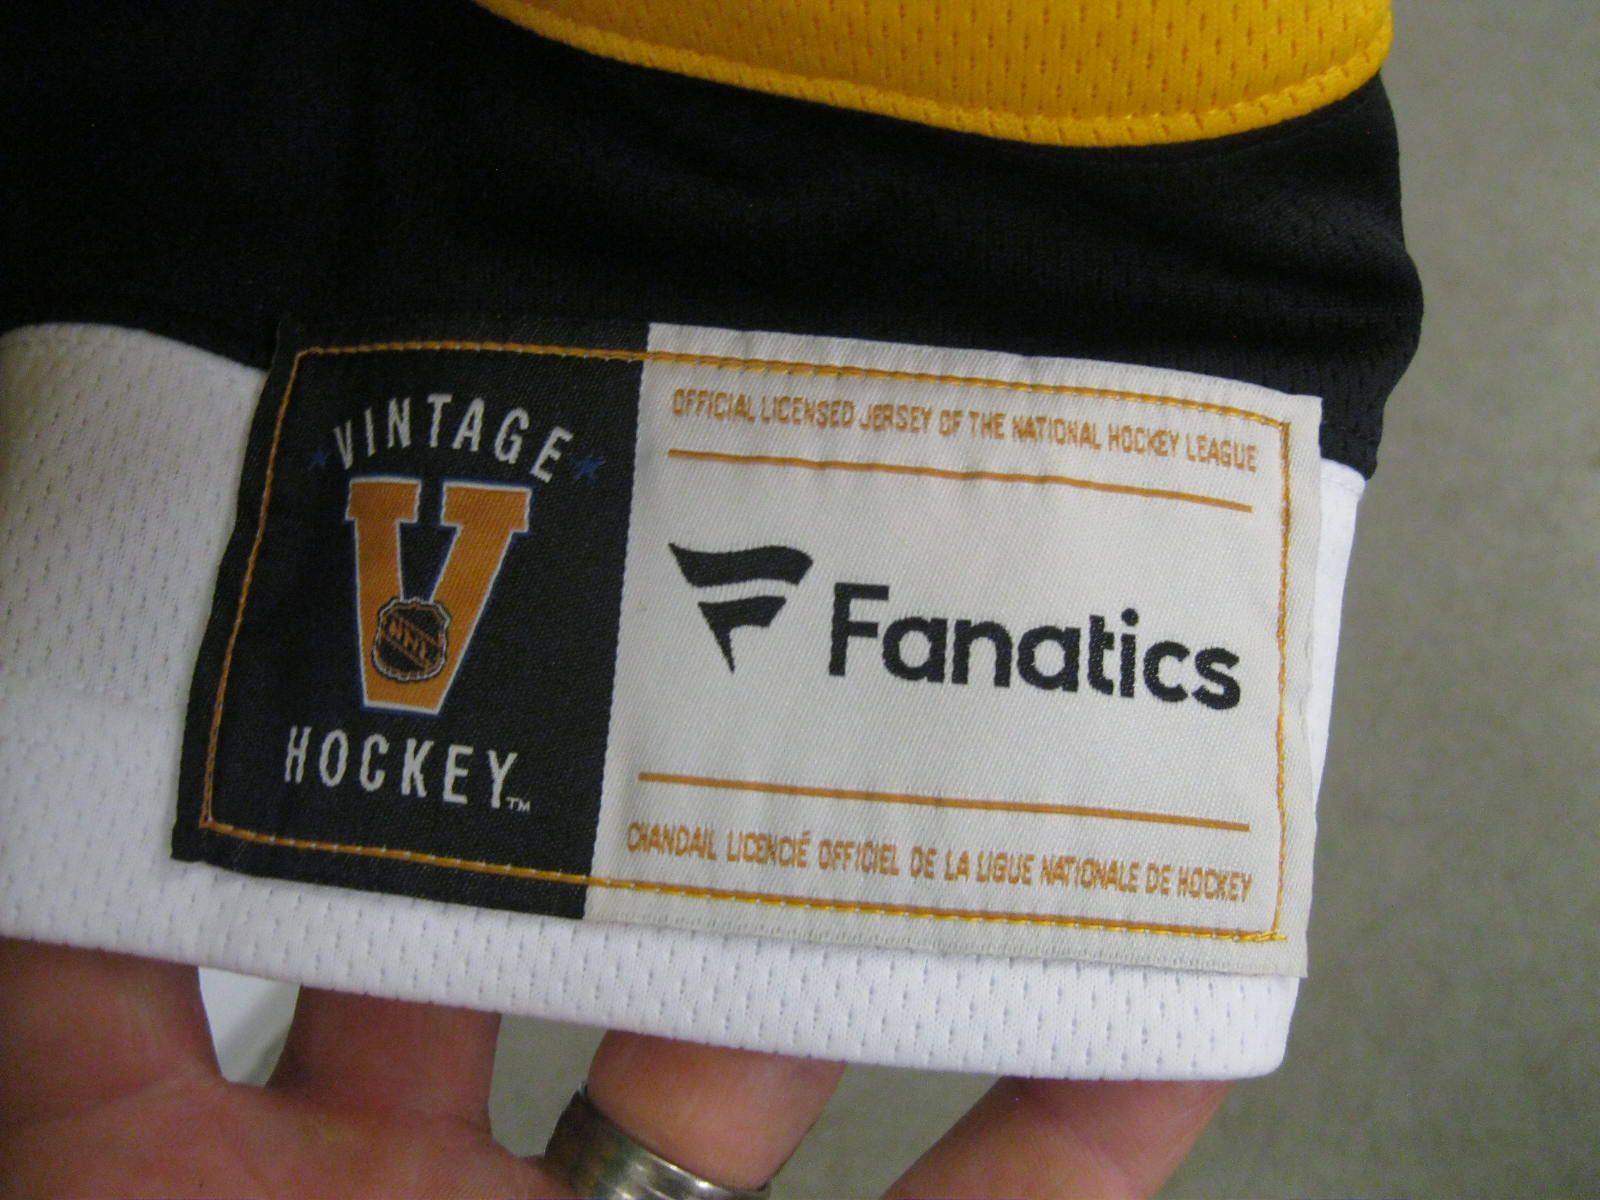 VINTAGE
V
NHL
HOCKEY™
OFFICIAL LICENSED JERSEY OF THE NATIONAL HOCKEY LEAGUE
Fanatics
CHANDAIL LICENCIÉ OFFICIEL DE LA LIGUE NATIONALE DE HOCKEY